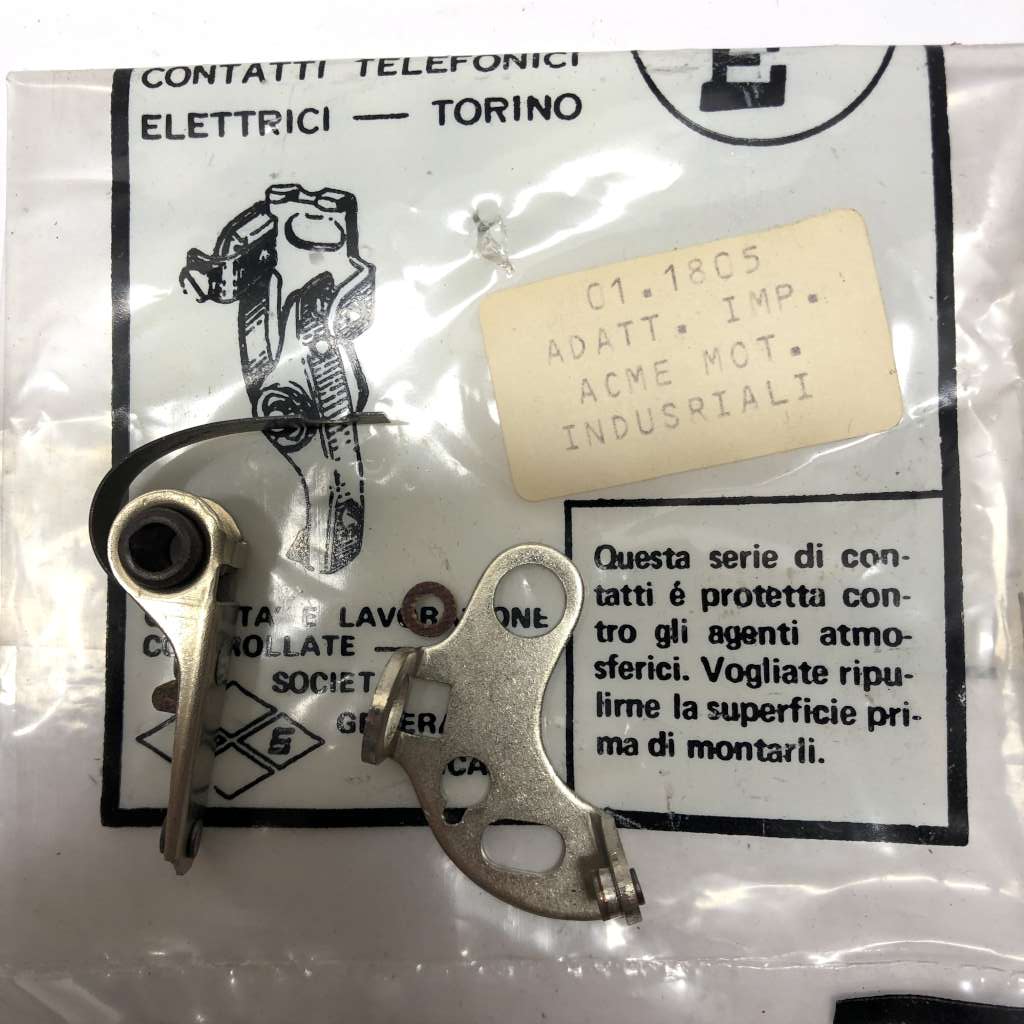 CONTATTI TELEFONICI
ELETTRICI — TORINO
E
01.1805
ADATT. IMP.
ACME MOT.
INDUSRIALI
Questa serie di con-
tatti é protetta con-
tro gli agenti atmo-
sferici. Vogliate ripu-
lirne la superficie pri-
ma di montarli.
E
—
SOCIET